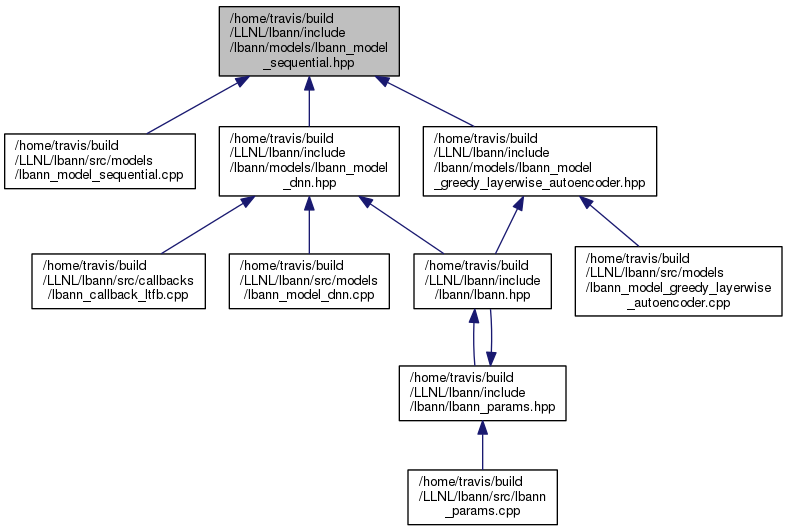 /home/travis/build
/LLNL/lbann/include
/lbann/models/lbann_model
_sequential.hpp
/home/travis/build
/LLNL/lbann/src/models
/lbann_model_sequential.cpp
/home/travis/build
/LLNL/lbann/include
/lbann/models/lbann_model
_dnn.hpp
/home/travis/build
/LLNL/lbann/include
/lbann/models/lbann_model
_greedy_layerwise_autoencoder.hpp
/home/travis/build
/LLNL/lbann/src/callbacks
/lbann_callback_ltfb.cpp
/home/travis/build
/LLNL/lbann/src/models
/lbann_model_dnn.cpp
/home/travis/build
/LLNL/lbann/include
/lbann/lbann.hpp
/home/travis/build
/LLNL/lbann/src/models
/lbann_model_greedy_layerwise
_autoencoder.cpp
/home/travis/build
/LLNL/lbann/include
/lbann/lbann_params.hpp
/home/travis/build
/LLNL/lbann/src/lbann
_params.cpp